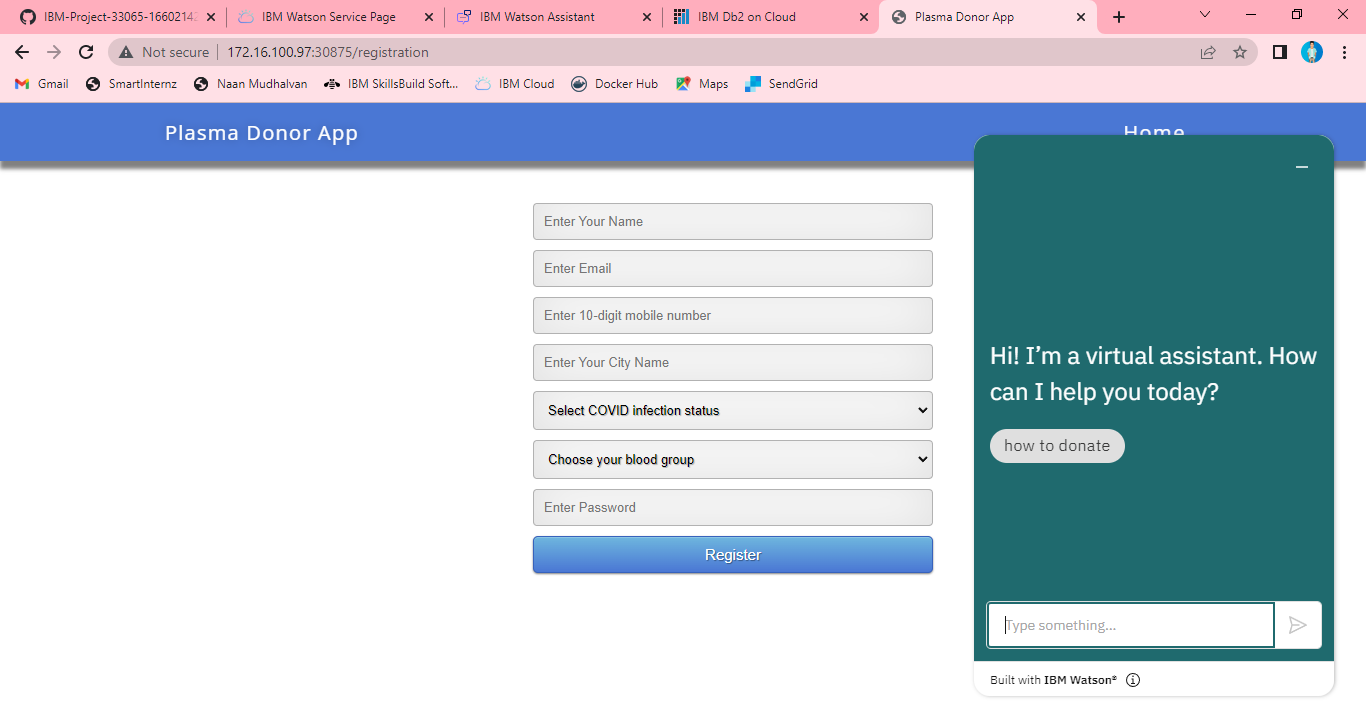 IBM-Project-33065-1660214
IBM Watson Service Page
IBM Watson Assistant
IBM Db2 on Cloud
Plasma Donor App
Not secure
172.16.100.97:30875/registration
Gmail
SmartInternz
Naan Mudhalvan
IBM SkillsBuild Soft...
IBM Cloud
Docker Hub
Maps
SendGrid
Plasma Donor App
Home
Enter Your Name
Enter Email
Enter 10-digit mobile number
Enter Your City Name
Select COVID infection status
Choose your blood group
Enter Password
Register
Hi! I'm a virtual assistant. How
can I help you today?
how to donate
Type something...
Built with IBM Watson®